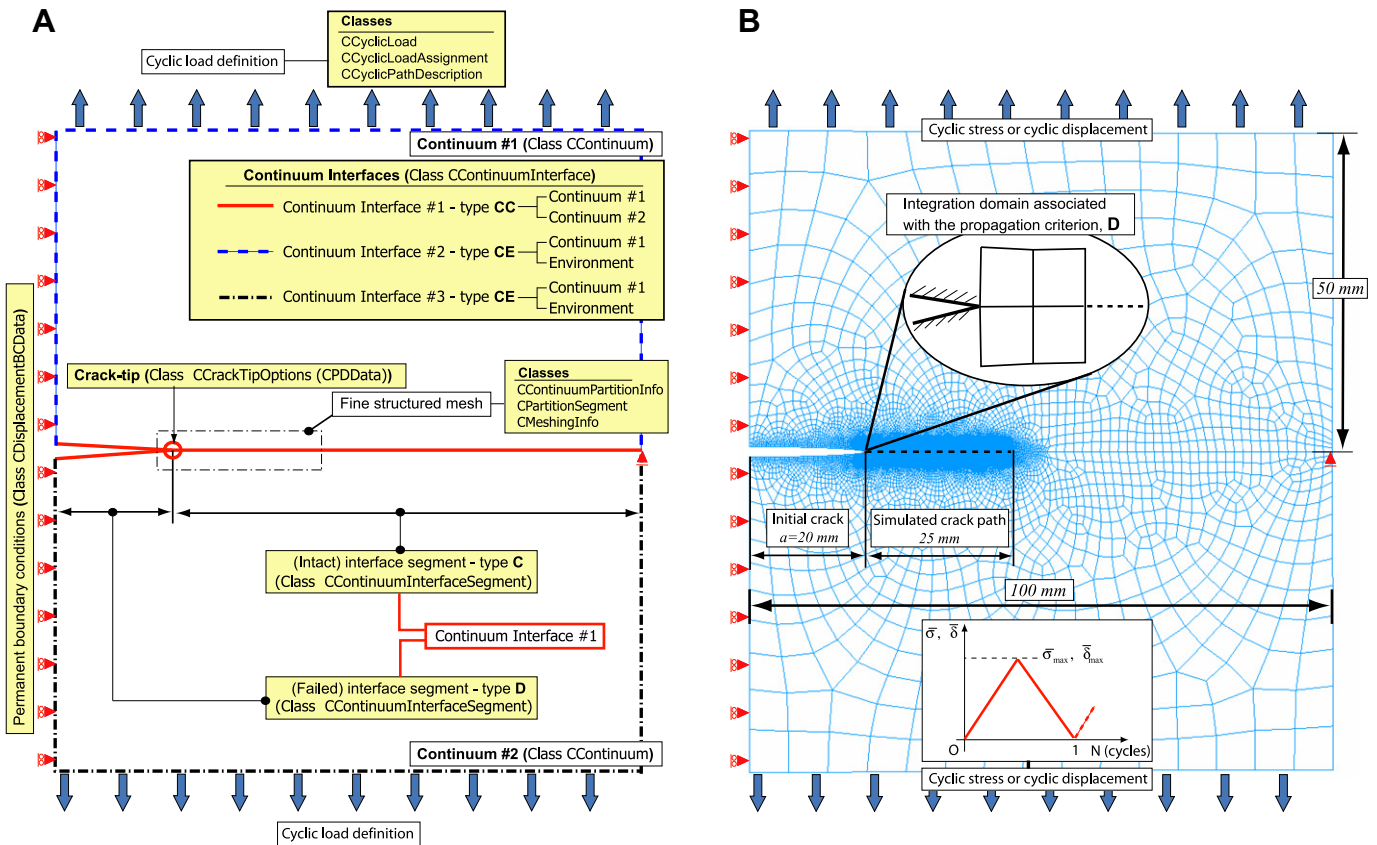 A
Classes
CCyclicLoad
CCyclicLoadAssignment
CCyclicPathDescription
Cyclic load definition
Continuum #1 (Class CContinuum)
Continuum Interfaces (Class CContinuumInterface)
Continuum Interface #1 - type CC
Continuum #1
Continuum #2
Continuum Interface #2 - type CE
Continuum #1
Environment
Continuum Interface #3 - type CE
Continuum #1
Environment
Permanent boundary conditions (Class CDisplacementBCData)
Crack-tip (Class CCrackTipOptions (CPDData))
Fine structured mesh
Classes
CContinuumPartitionInfo
CPartitionSegment
CMeshingInfo
(Intact) interface segment - type C
(Class CContinuumInterfaceSegment)
Continuum Interface #1
(Failed) interface segment - type D
(Class CContinuumInterfaceSegment)
Continuum #2 (Class CContinuum)
Cyclic load definition
B
Cyclic stress or cyclic displacement
Integration domain associated
with the propagation criterion, D
50 mm
Initial crack
a=20 mm
Simulated crack path
25 mm
100 mm
σ̅, δ̅
σ̅max, δ̅max
O
1
N (cycles)
Cyclic stress or cyclic displacement